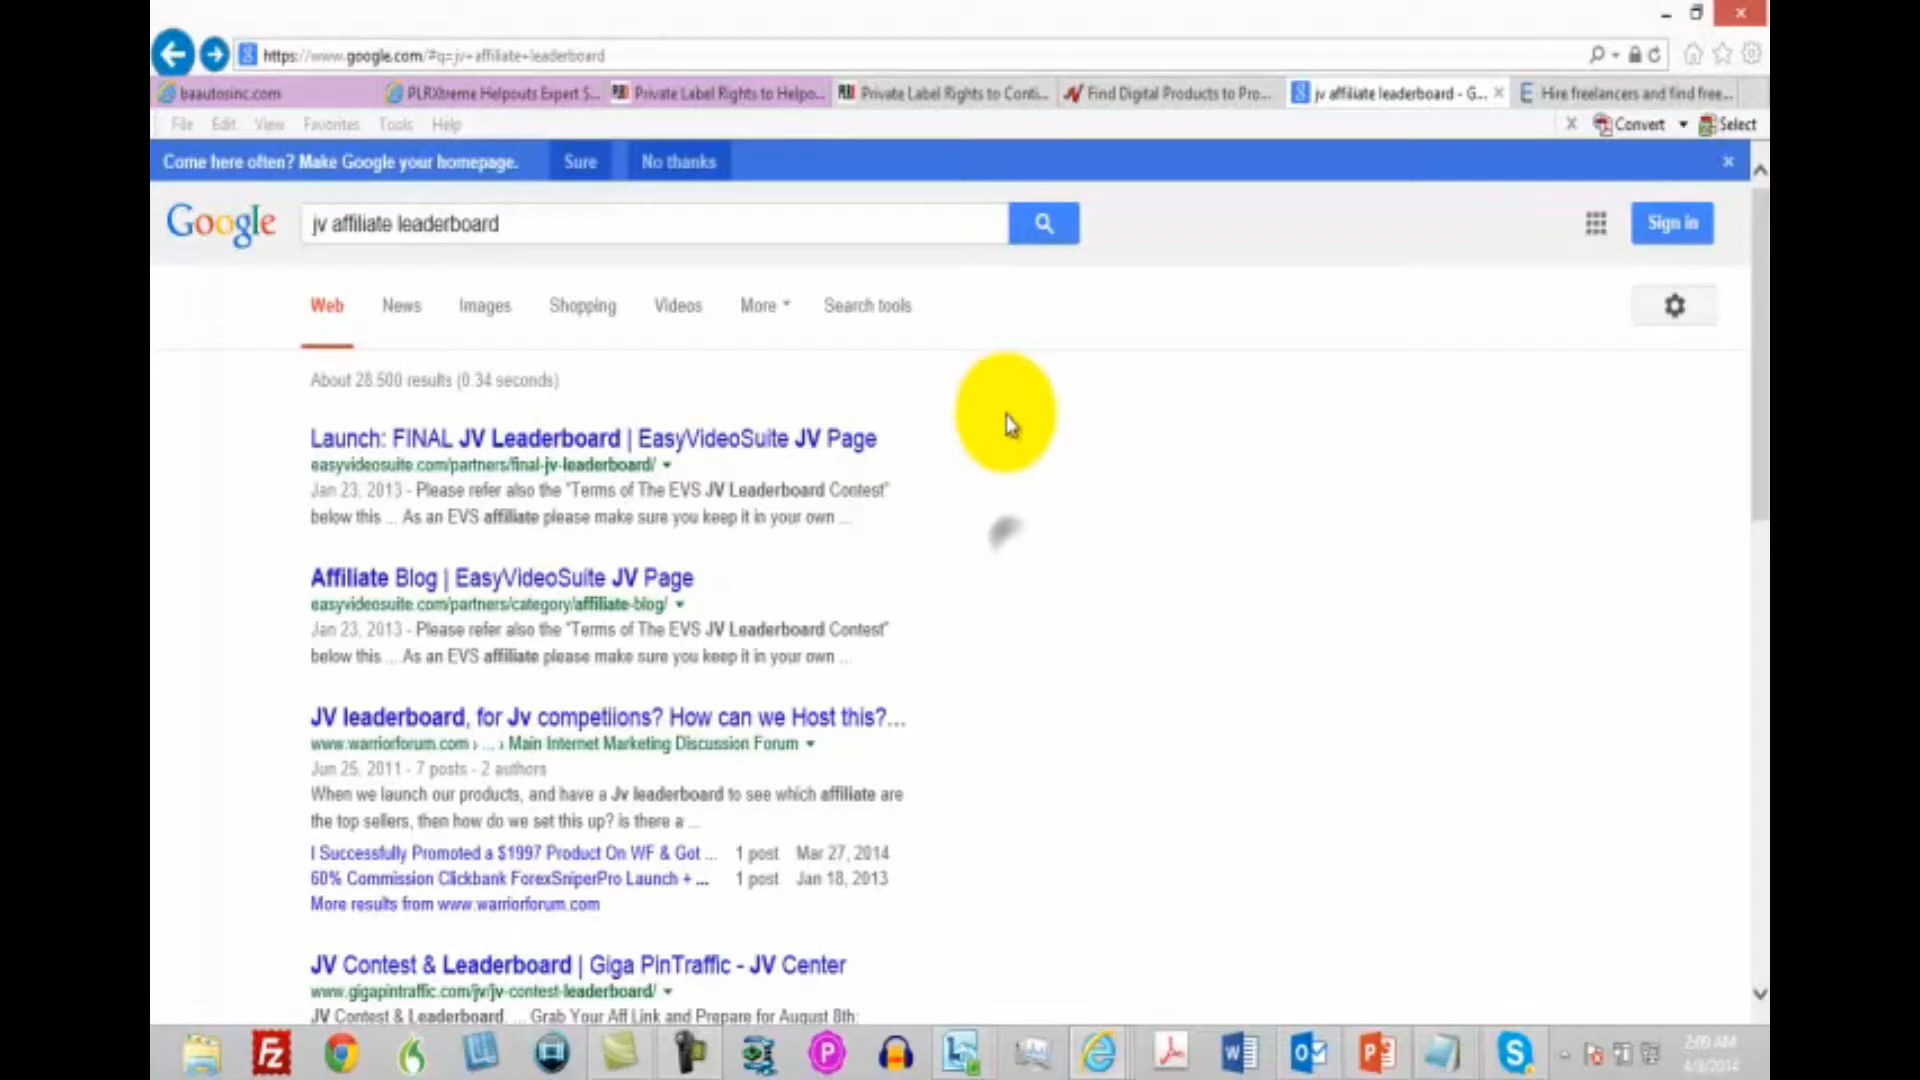 https://www.google.com/#q=jv+affiliate+leaderboard
baautosinc.com
PLRXtreme Helpouts Expert S...
Private Label Rights to Helpo...
Private Label Rights to Conti...
Find Digital Products to Pro...
jv affiliate leaderboard - G...
Hire freelancers and find free...
File Edit View Favorites Tools Help
Convert
Select
Come here often? Make Google your homepage.
Sure
No thanks
Google
jv affiliate leaderboard
Sign in
Web News Images Shopping Videos More Search tools
About 28,500 results (0.34 seconds)
Launch: FINAL JV Leaderboard | EasyVideoSuite JV Page
easyvideosuite.com/partners/final-jv-leaderboard/
Jan 23, 2013 - Please refer also the "Terms of The EVS JV Leaderboard Contest"
below this ... As an EVS affiliate please make sure you keep it in your own ...
Affiliate Blog | EasyVideoSuite JV Page
easyvideosuite.com/partners/category/affiliate-blog/
Jan 23, 2013 - Please refer also the "Terms of The EVS JV Leaderboard Contest"
below this ... As an EVS affiliate please make sure you keep it in your own ...
JV leaderboard, for Jv competiions? How can we Host this?...
www.warriorforum.com › ... › Main Internet Marketing Discussion Forum
Jun 25, 2011 - 7 posts - 2 authors
When we launch our products, and have a Jv leaderboard to see which affiliate are
the top sellers, then how do we set this up? is there a ...
I Successfully Promoted a $1997 Product On WF & Got ... 1 post Mar 27, 2014
60% Commission Clickbank ForexSniperPro Launch + ... 1 post Jan 18, 2013
More results from www.warriorforum.com
JV Contest & Leaderboard | Giga PinTraffic - JV Center
www.gigapintraffic.com/jv/jv-contest-leaderboard/
JV Contest & Leaderboard. ... Grab Your Aff Link and Prepare for August 8th: